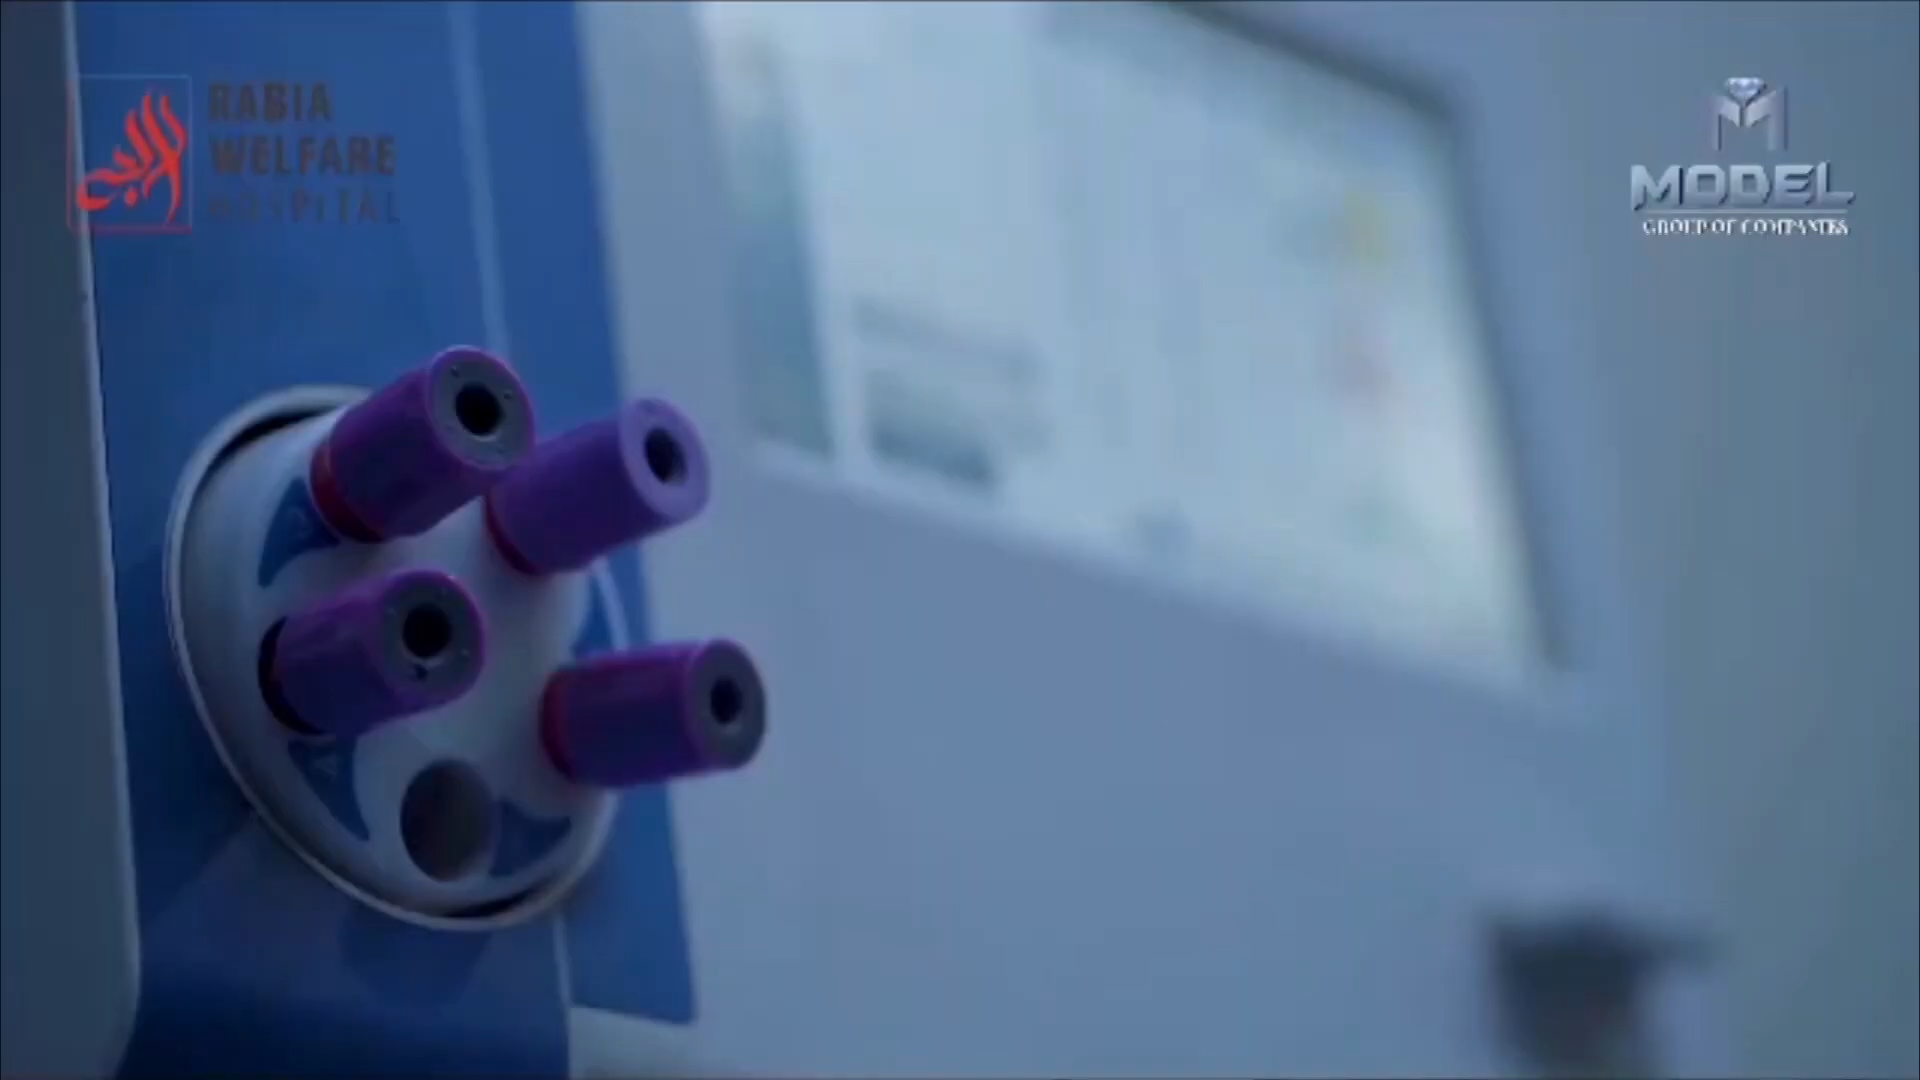 RABIA
WELFARE
HOSPITAL
MODEL
GROUP OF COMPANIES